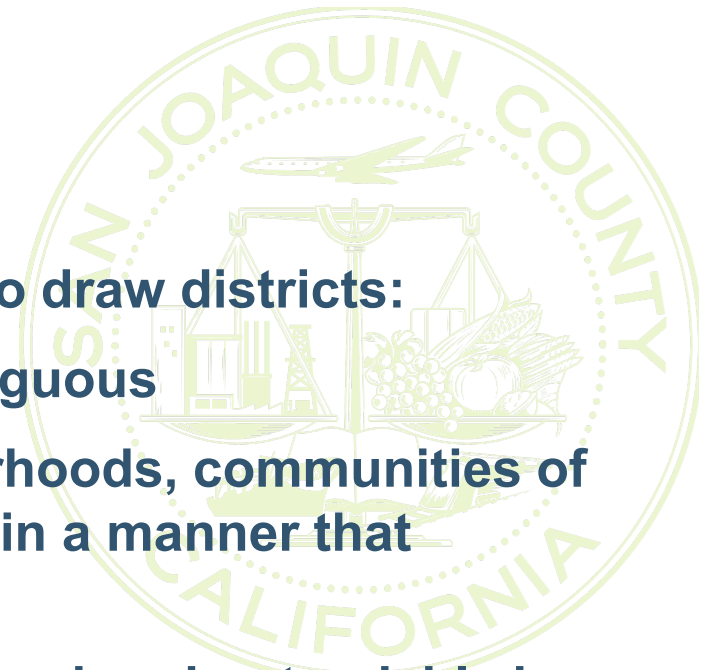 SAN JOAQUIN COUNTY
o draw districts:
guous
rhoods, communities of
in a manner that
CALIFORNIA